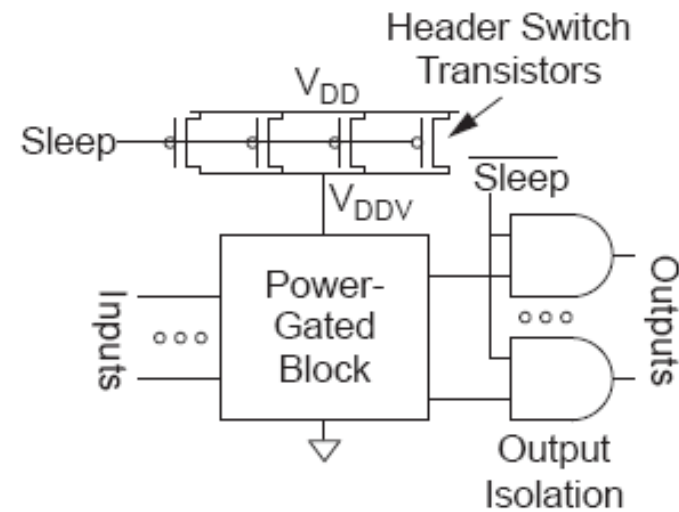 Header Switch
Transistors
VDD
Sleep
Sleep
VDDV
Inputs
Power-
Gated
Block
Outputs
Output
Isolation